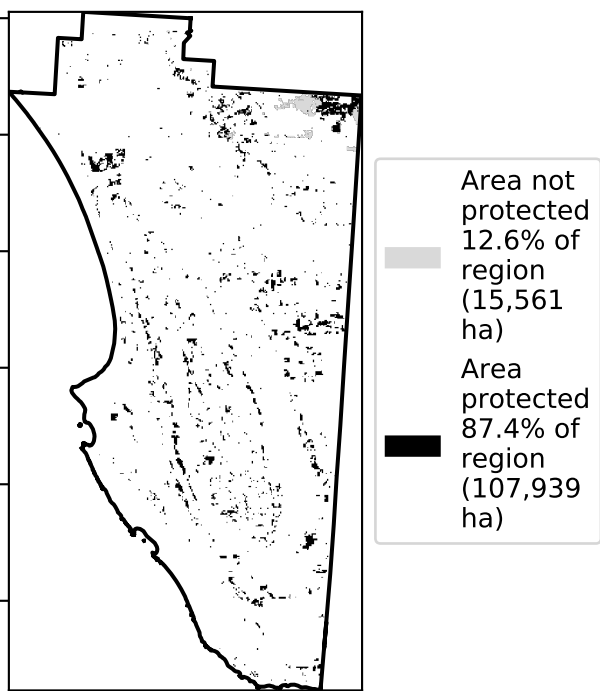 Area not
protected
12.6% of
region
(15,561
ha)
Area
protected
87.4% of
region
(107,939
ha)